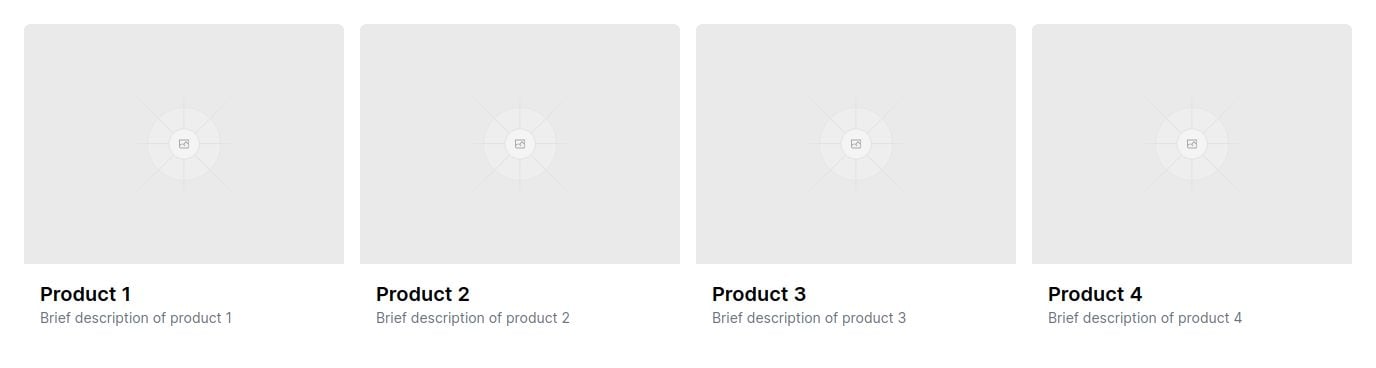 Product 1
Brief description of product 1
Product 2
Brief description of product 2
Product 3
Brief description of product 3
Product 4
Brief description of product 4